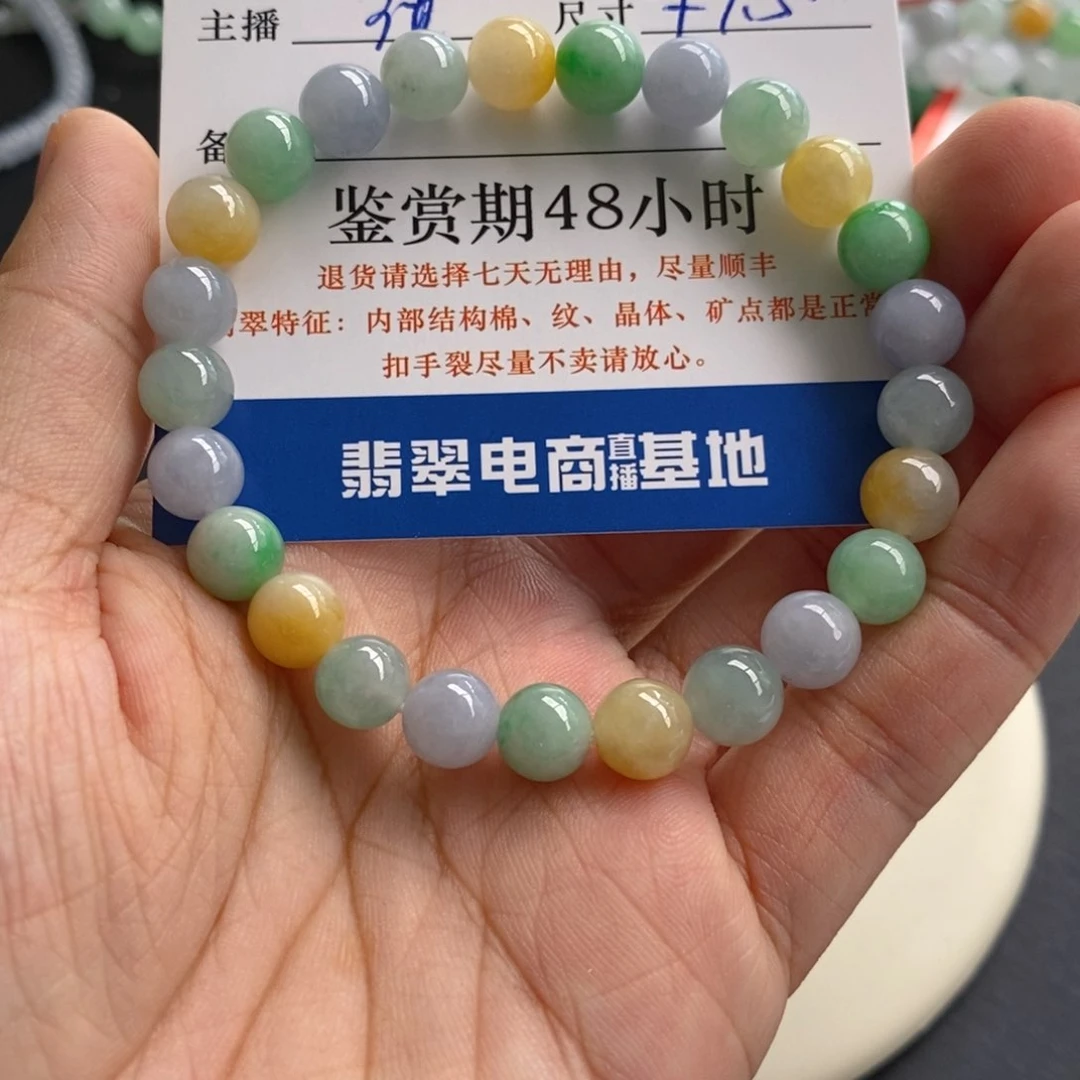 主播 尺寸
备
鉴赏期48小时
退货请选择七天无理由，尽量顺丰
翠特征：内部结构棉、纹、晶体、矿点都是正常
扣手裂尽量不卖请放心。
翡翠电商直播基地